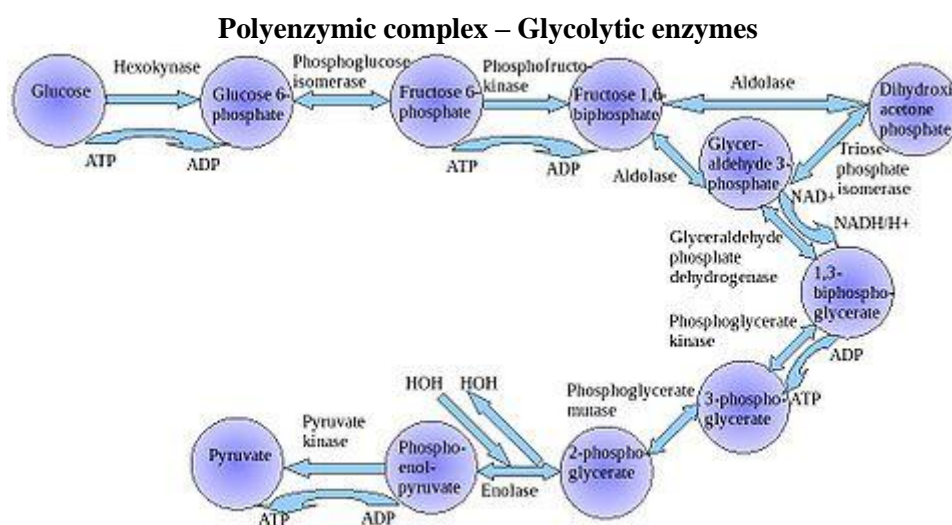 Polyenzymic complex – Glycolytic enzymes
Glucose
Hexokynase
ATP
ADP
Glucose 6-
phosphate
Phosphoglucose
isomerase
Fructose 6-
phosphate
Phosphofructo-
kinase
ATP
ADP
Fructose 1,6-
biphosphate
Aldolase
Dihydroxi
acetone
phosphate
Aldolase
Glycer-
aldehyde 3-
phosphate
Triose-
phosphate
isomerase
NAD+
NADH/H+
Glyceraldehyde
phosphate
dehydrogenase
1,3-
biphospho-
glycerate
Phosphoglycerate
kinase
ADP
ATP
3-phospho-
glycerate
Phosphoglycerate
mutase
2-phospho-
glycerate
HOH HOH
Enolase
Phospho-
enol-
pyruvate
Pyruvate
kinase
ADP
ATP
Pyruvate